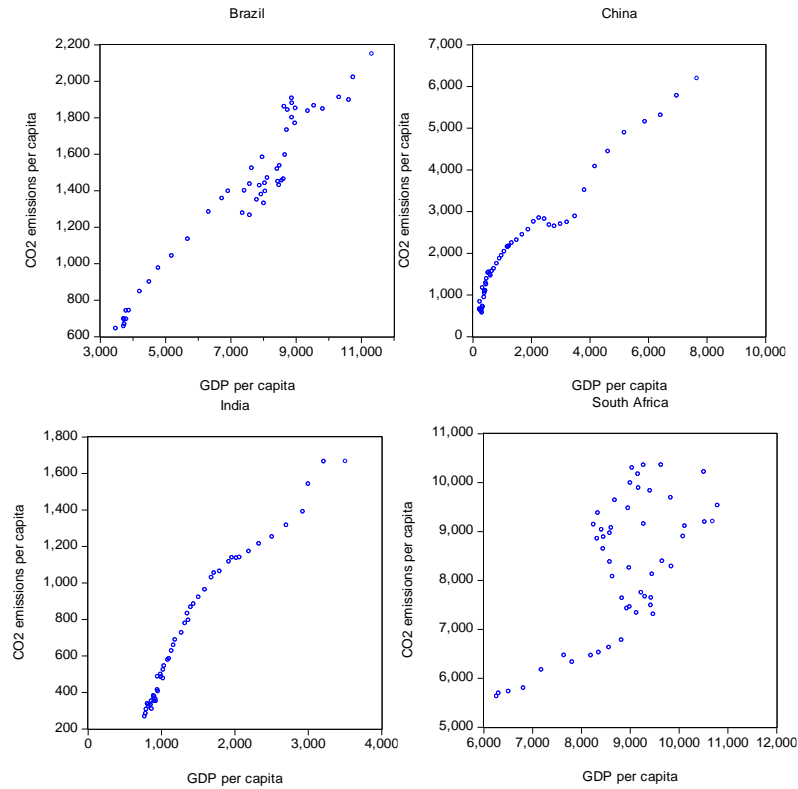 Brazil
2,200
2,000
1,800
1,600
1,400
1,200
1,000
800
600
3,000 5,000 7,000 9,000 11,000
CO2 emissions per capita
GDP per capita
China
7,000
6,000
5,000
4,000
3,000
2,000
1,000
0
0 2,000 4,000 6,000 8,000 10,000
CO2 emissions per capita
GDP per capita
India
1,800
1,600
1,400
1,200
1,000
800
600
400
200
0 1,000 2,000 3,000 4,000
CO2 emissions per capita
GDP per capita
South Africa
11,000
10,000
9,000
8,000
7,000
6,000
5,000
6,000 7,000 8,000 9,000 10,000 11,000 12,000
CO2 emissions per capita
GDP per capita